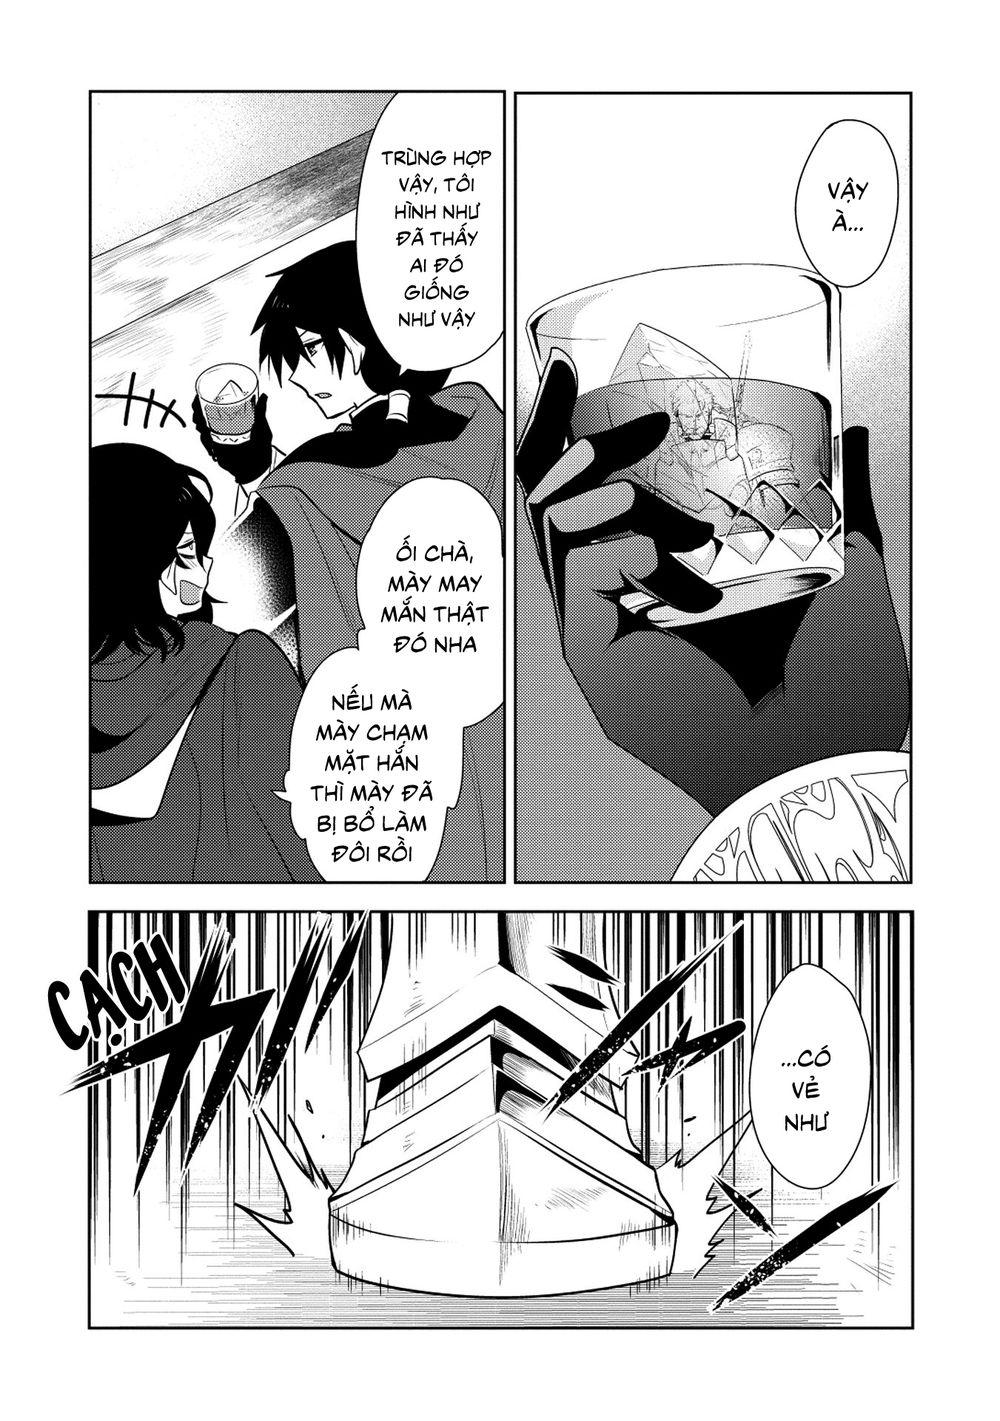 VẬY
À...
TRÙNG HỢP
VẬY, TÔI
HÌNH NHƯ
ĐÃ THẤY
AI ĐÓ
GIỐNG
NHƯ VẬY
ỐI CHÀ,
MÀY MAY
MẮN THẬT
ĐÓ NHA
NẾU MÀ
MÀY CHẠM
MẶT HẮN
THÌ MÀY ĐÃ
BỊ BỔ LÀM
ĐÔI RỒI
...CÓ
VẺ
NHƯ
CẠCH
カッ